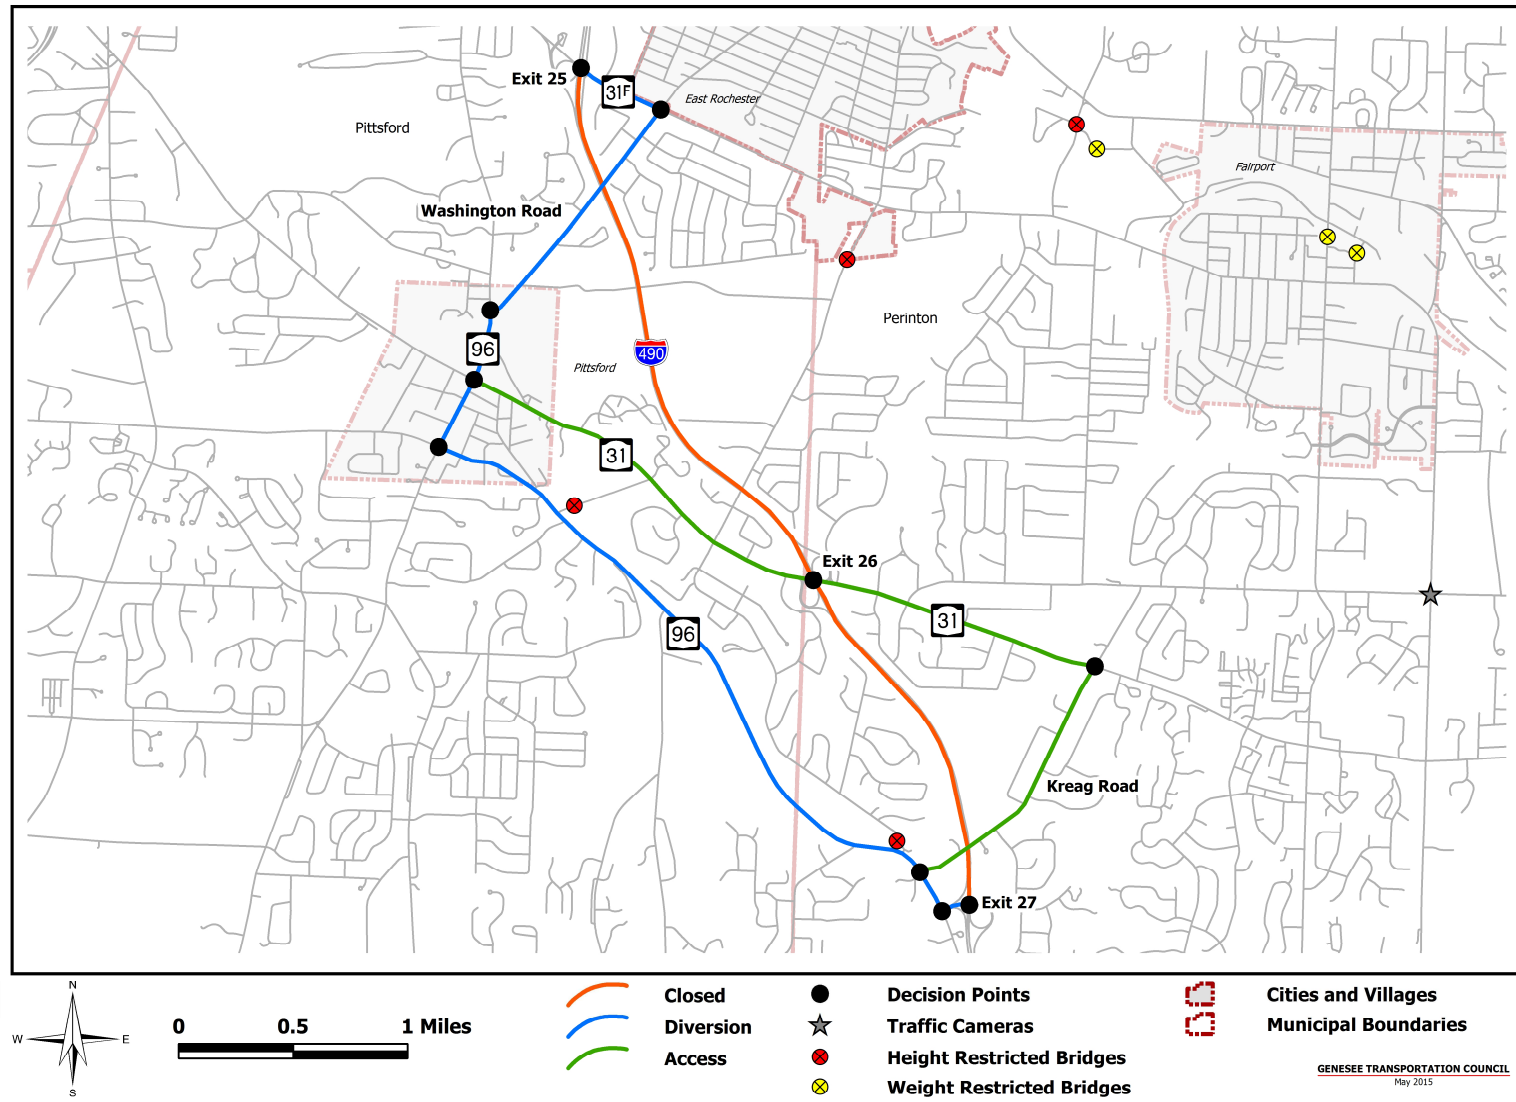 Exit 25
31F
East Rochester
Pittsford
Fairport
Washington Road
Perinton
96
490
Pittsford
31
Exit 26
31
96
Kreag Road
Exit 27
N
W E
S
0 0.5 1 Miles
Closed
Diversion
Access
Decision Points
Traffic Cameras
Height Restricted Bridges
Weight Restricted Bridges
Cities and Villages
Municipal Boundaries
GENESEE TRANSPORTATION COUNCIL
May 2015